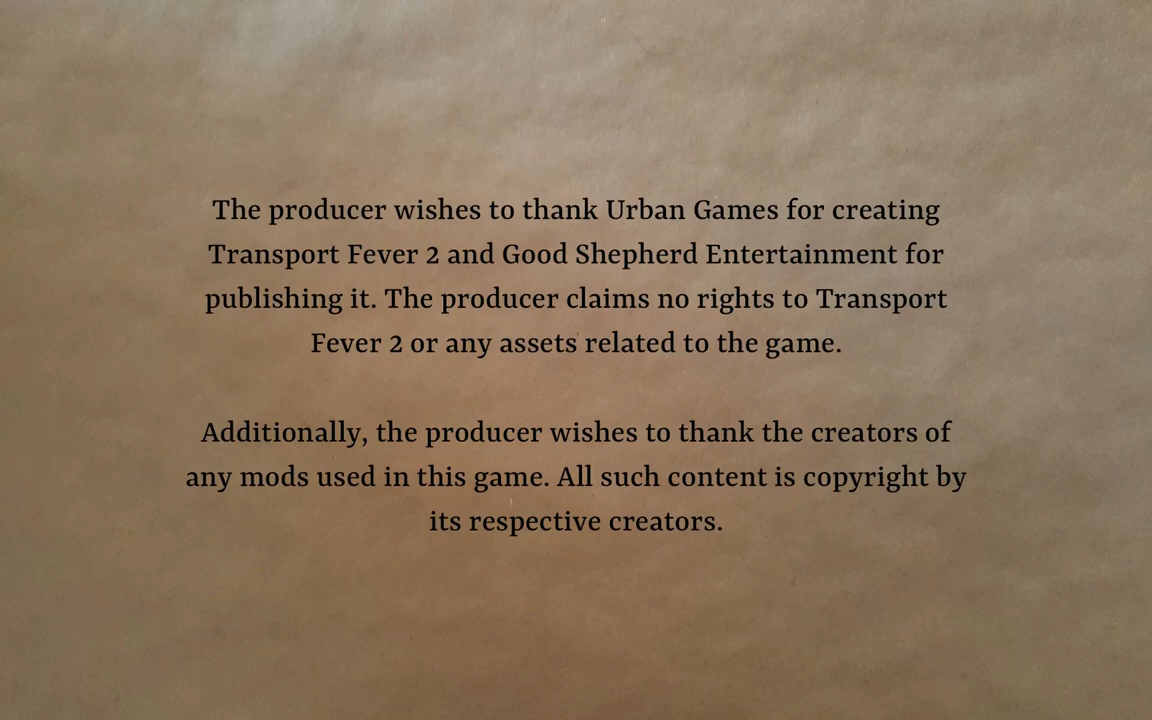 The producer wishes to thank Urban Games for creating
Transport Fever 2 and Good Shepherd Entertainment for
publishing it. The producer claims no rights to Transport
Fever 2 or any assets related to the game.
Additionally, the producer wishes to thank the creators of
any mods used in this game. All such content is copyright by
its respective creators.